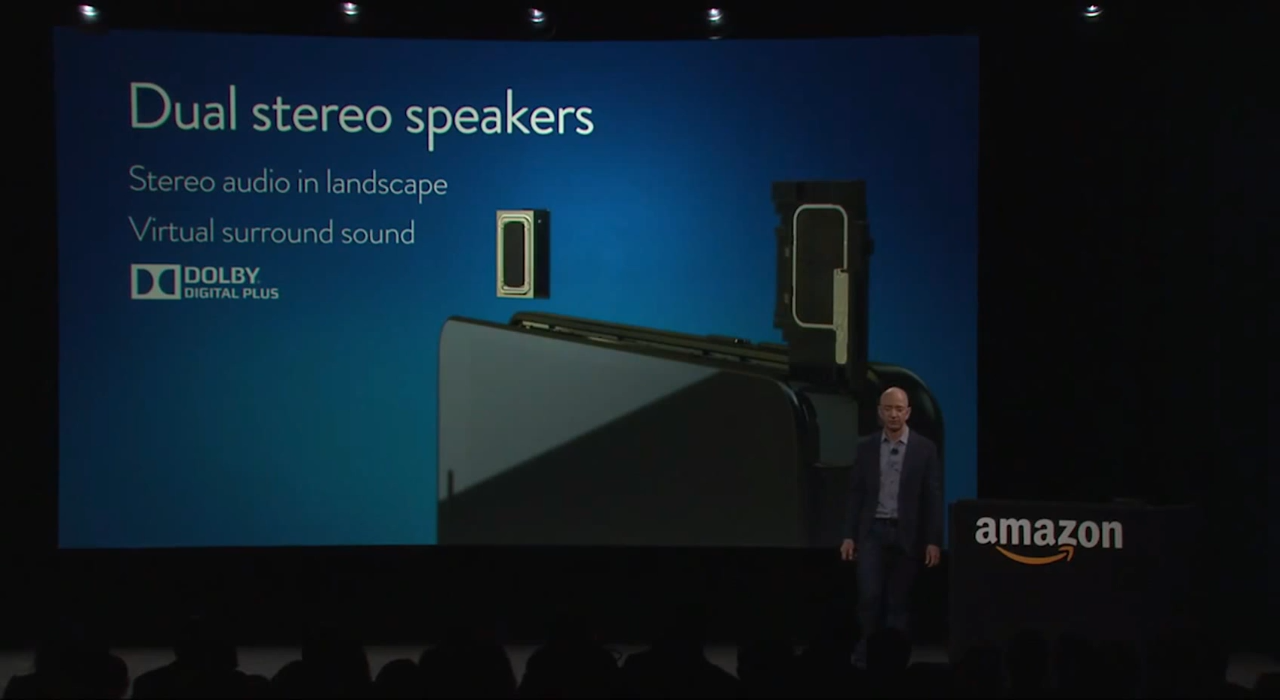 Dual stereo speakers
Stereo audio in landscape
Virtual surround sound
DOLBY
DIGITAL PLUS
amazon